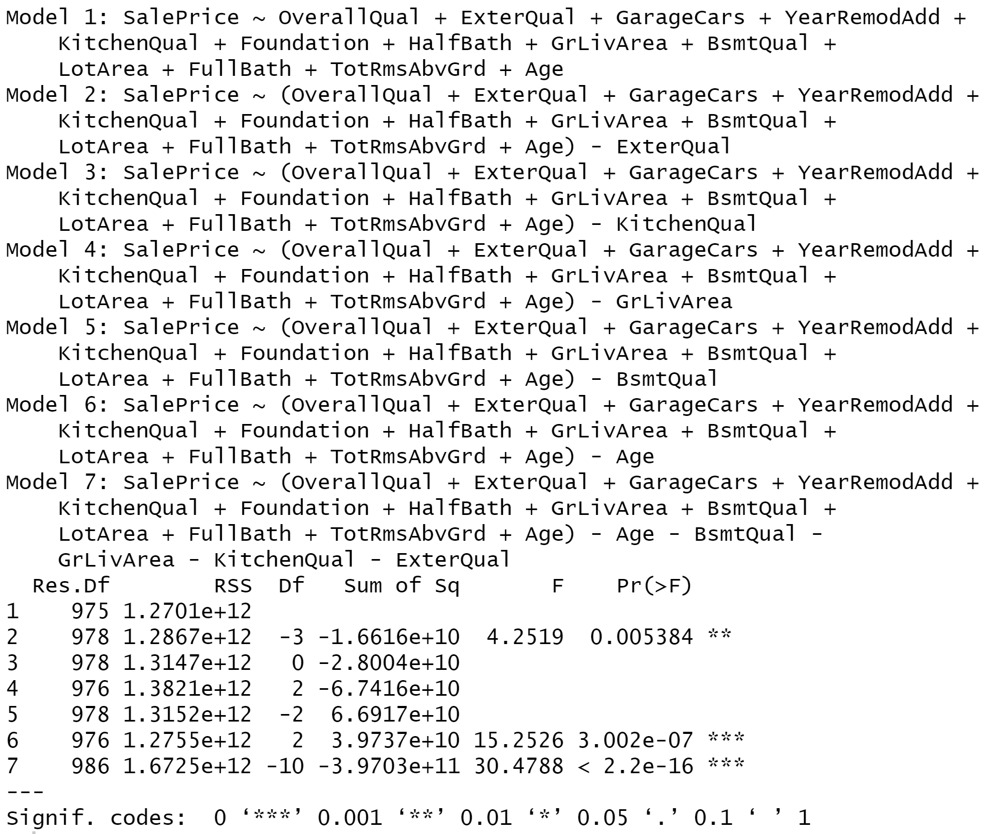 Model 1: SalePrice ~ OverallQual + ExterQual + GarageCars + YearRemodAdd +
    KitchenQual + Foundation + HalfBath + GrLivArea + BsmtQual +
    LotArea + FullBath + TotRmsAbvGrd + Age
Model 2: SalePrice ~ (OverallQual + ExterQual + GarageCars + YearRemodAdd +
    KitchenQual + Foundation + HalfBath + GrLivArea + BsmtQual +
    LotArea + FullBath + TotRmsAbvGrd + Age) - ExterQual
Model 3: SalePrice ~ (OverallQual + ExterQual + GarageCars + YearRemodAdd +
    KitchenQual + Foundation + HalfBath + GrLivArea + BsmtQual +
    LotArea + FullBath + TotRmsAbvGrd + Age) - KitchenQual
Model 4: SalePrice ~ (OverallQual + ExterQual + GarageCars + YearRemodAdd +
    KitchenQual + Foundation + HalfBath + GrLivArea + BsmtQual +
    LotArea + FullBath + TotRmsAbvGrd + Age) - GrLivArea
Model 5: SalePrice ~ (OverallQual + ExterQual + GarageCars + YearRemodAdd +
    KitchenQual + Foundation + HalfBath + GrLivArea + BsmtQual +
    LotArea + FullBath + TotRmsAbvGrd + Age) - BsmtQual
Model 6: SalePrice ~ (OverallQual + ExterQual + GarageCars + YearRemodAdd +
    KitchenQual + Foundation + HalfBath + GrLivArea + BsmtQual +
    LotArea + FullBath + TotRmsAbvGrd + Age) - Age
Model 7: SalePrice ~ (OverallQual + ExterQual + GarageCars + YearRemodAdd +
    KitchenQual + Foundation + HalfBath + GrLivArea + BsmtQual +
    LotArea + FullBath + TotRmsAbvGrd + Age) - Age - BsmtQual -
    GrLivArea - KitchenQual - ExterQual
  Res.Df        RSS  Df   Sum of Sq       F    Pr(>F)
1    975 1.2701e+12
2    978 1.2867e+12  -3 -1.6616e+10  4.2519  0.005384 **
3    978 1.3147e+12   0 -2.8004e+10
4    976 1.3821e+12   2 -6.7416e+10
5    978 1.3152e+12  -2  6.6917e+10
6    976 1.2755e+12   2  3.9737e+10 15.2526 3.002e-07 ***
7    986 1.6725e+12 -10 -3.9703e+11 30.4788 < 2.2e-16 ***
---
Signif. codes:  0 ‘***’ 0.001 ‘**’ 0.01 ‘*’ 0.05 ‘.’ 0.1 ‘ ’ 1